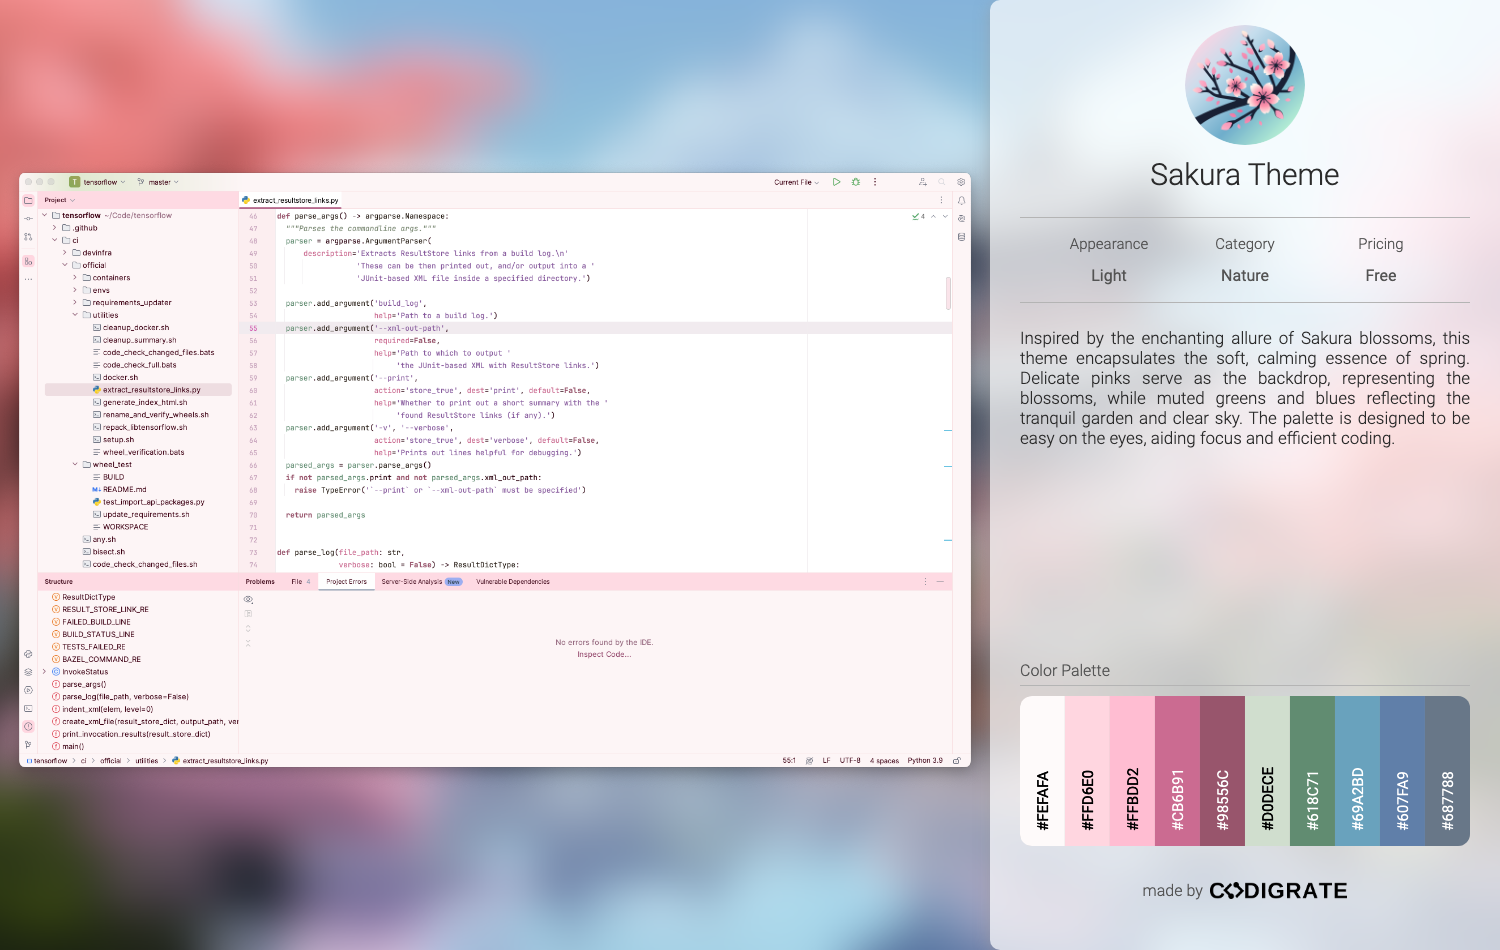 tensorflow
master
Current File
Project
extract_resultstore_links.py
tensorflow ~/Code/tensorflow
.github
ci
devinfra
official
containers
envs
requirements_updater
utilities
cleanup_docker.sh
cleanup_summary.sh
code_check_changed_files.bats
code_check_full.bats
docker.sh
extract_resultstore_links.py
generate_index_html.sh
rename_and_verify_wheels.sh
repack_libtensorflow.sh
setup.sh
wheel_verification.bats
wheel_test
BUILD
README.md
test_import_api_packages.py
update_requirements.sh
WORKSPACE
any.sh
bisect.sh
code_check_changed_files.sh
46 def parse_args() -> argparse.Namespace:
47 """Parses the commandline args."""
48 parser = argparse.ArgumentParser(
49 description='Extracts ResultStore links from a build log.\n'
50 'These can be then printed out, and/or output into a '
51 'JUnit-based XML file inside a specified directory.')
52
53 parser.add_argument('build_log',
54 help='Path to a build log.')
55 parser.add_argument('--xml-out-path',
56 required=False,
57 help='Path to which to output '
58 'the JUnit-based XML with ResultStore links.')
59 parser.add_argument('--print',
60 action='store_true', dest='print', default=False,
61 help='Whether to print out a short summary with the '
62 'found ResultStore links (if any).')
63 parser.add_argument('-v', '--verbose',
64 action='store_true', dest='verbose', default=False,
65 help='Prints out lines helpful for debugging.')
66 parsed_args = parser.parse_args()
67 if not parsed_args.print and not parsed_args.xml_out_path:
68 raise TypeError('`--print` or `--xml-out-path` must be specified')
69
70 return parsed_args
71
72
73 def parse_log(file_path: str,
74 verbose: bool = False) -> ResultDictType:
4
Structure
ResultDictType
RESULT_STORE_LINK_RE
FAILED_BUILD_LINE
BUILD_STATUS_LINE
TESTS_FAILED_RE
BAZEL_COMMAND_RE
InvokeStatus
parse_args()
parse_log(file_path, verbose=False)
indent_xml(elem, level=0)
create_xml_file(result_store_dict, output_path, ver
print_invocation_results(result_store_dict)
main()
Problems File 4 Project Errors Server-Side Analysis New Vulnerable Dependencies
No errors found by the IDE.
Inspect Code...
tensorflow > ci > official > utilities > extract_resultstore_links.py
55:1 LF UTF-8 4 spaces Python 3.9
Sakura Theme
Appearance Category Pricing
Light Nature Free
Inspired by the enchanting allure of Sakura blossoms, this
theme encapsulates the soft, calming essence of spring.
Delicate pinks serve as the backdrop, representing the
blossoms, while muted greens and blues reflecting the
tranquil garden and clear sky. The palette is designed to be
easy on the eyes, aiding focus and efficient coding.
Color Palette
#FEFAFA
#FFD6E0
#FFBDD2
#CB6B91
#98556C
#D0DECE
#618C71
#69A2BD
#607FA9
#687788
made by CODIGRATE